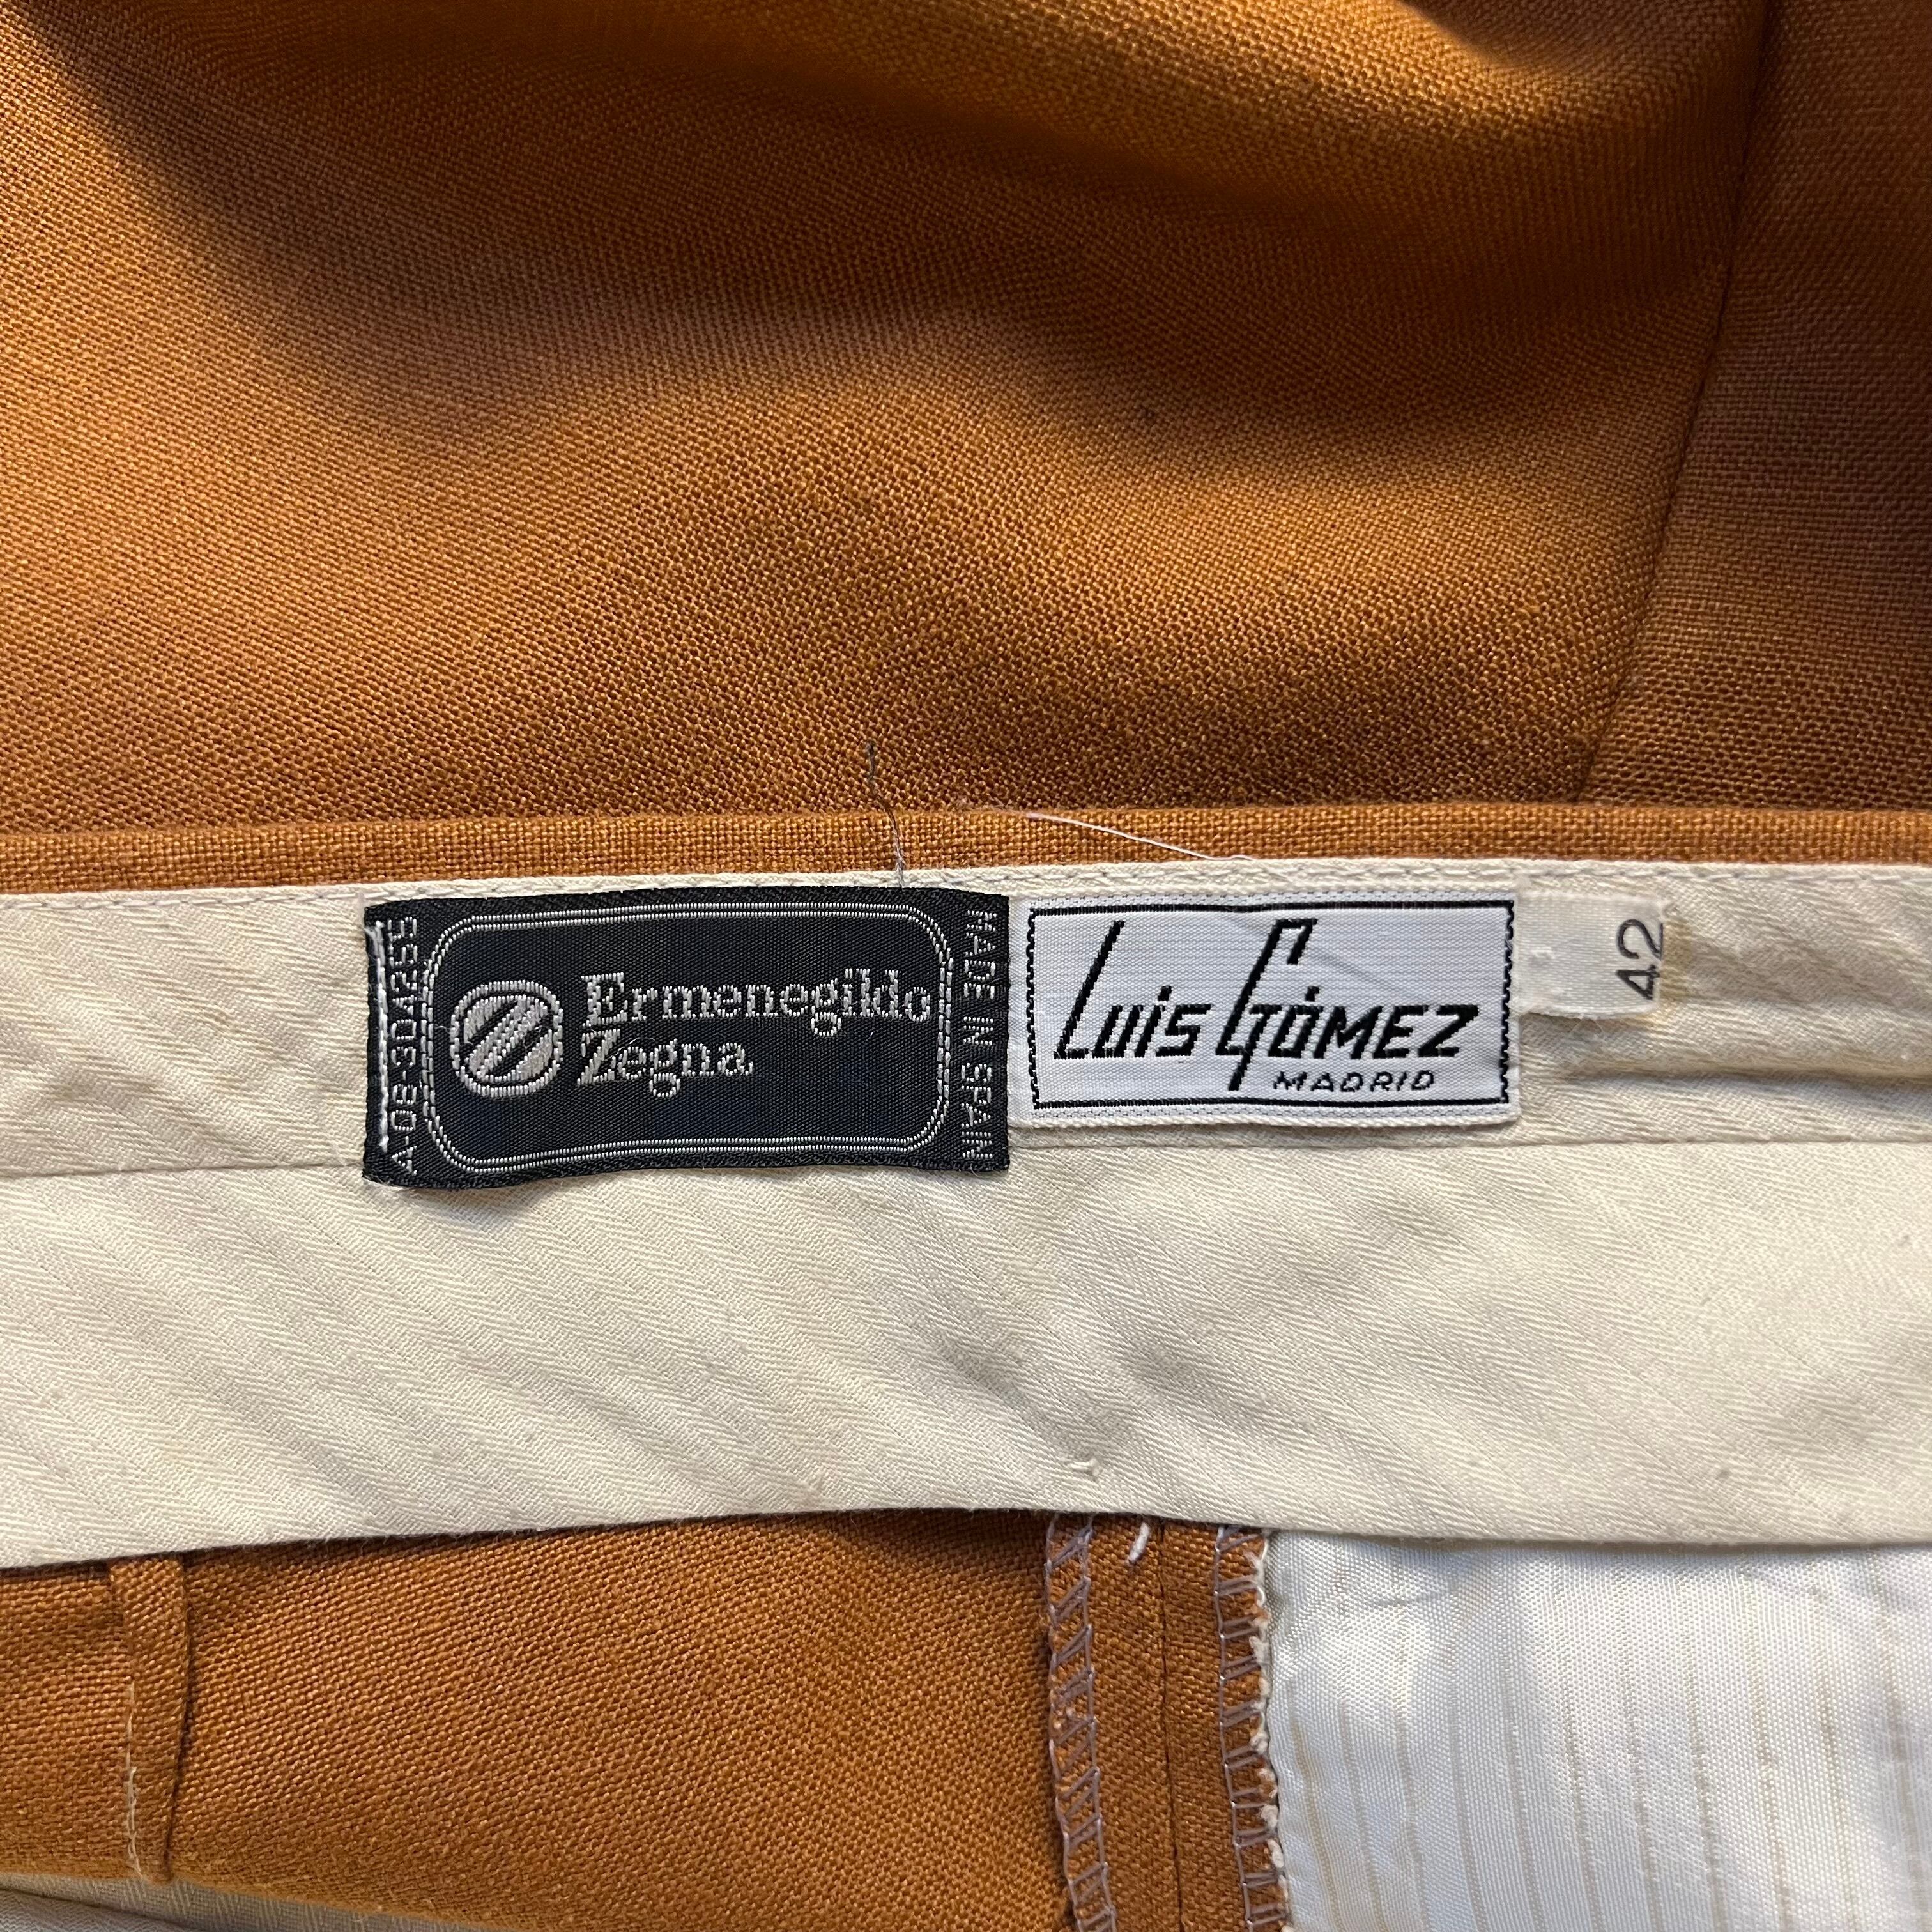 A-08-304255
Ermenegildo
Zegna
MADE IN SPAIN
Luis Gómez
MADRID
42